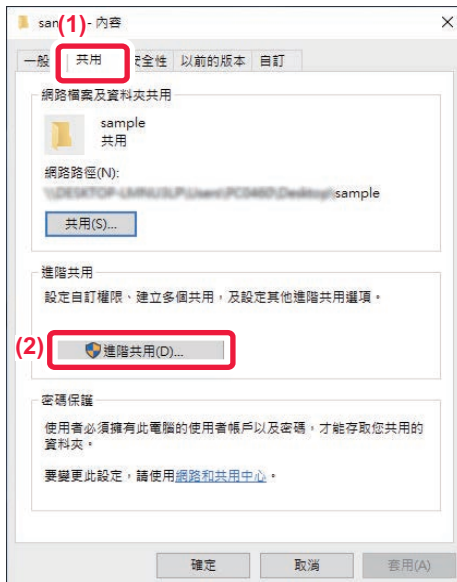 sam - 內容
(1)
一般 共用 安全性 以前的版本 自訂
網路檔案及資料夾共用
sample
共用
網路路徑(N):
sample
共用(S)...
進階共用
設定自訂權限、建立多個共用，及設定其他進階共用選項。
(2)
進階共用(D)...
密碼保護
使用者必須擁有此電腦的使用者帳戶以及密碼，才能存取您共用的
資料夾。
要變更此設定，請使用網路和共用中心。
確定 取消 套用(A)